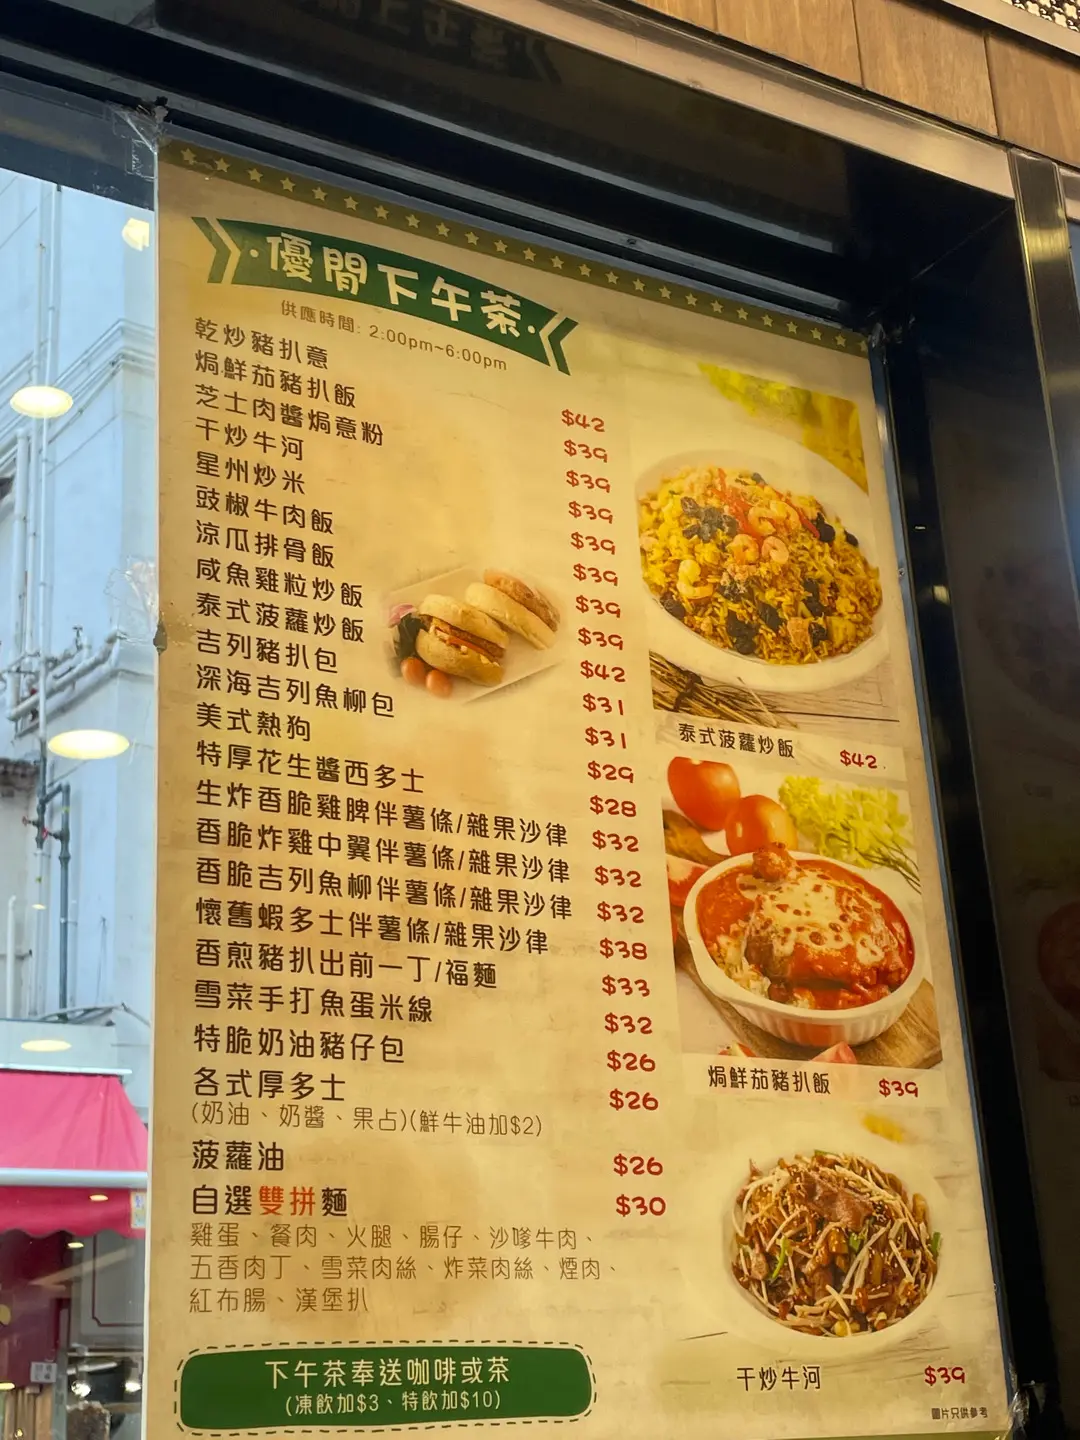 優閒下午茶
供應時間: 2:00pm~6:00pm
乾炒豬扒意 $42
焗鮮茄豬扒飯 $39
芝士肉醬焗意粉 $39
干炒牛河 $39
星州炒米 $39
豉椒牛肉飯 $39
涼瓜排骨飯 $39
咸魚雞粒炒飯 $39
泰式菠蘿炒飯 $42
吉列豬扒包 $31
深海吉列魚柳包 $31
美式熱狗 $29
特厚花生醬西多士 $28
生炸香脆雞脾伴薯條/雜果沙律 $32
香脆炸雞中翼伴薯條/雜果沙律 $32
香脆吉列魚柳伴薯條/雜果沙律 $32
懷舊蝦多士伴薯條/雜果沙律 $38
香煎豬扒出前一丁/福麵 $33
雪菜手打魚蛋米線 $32
特脆奶油豬仔包 $26
各式厚多士 $26
(奶油、奶醬、果占)(鮮牛油加$2)
菠蘿油 $26
自選雙拼麵 $30
雞蛋、餐肉、火腿、腸仔、沙嗲牛肉、
五香肉丁、雪菜肉絲、炸菜肉絲、煙肉、
紅布腸、漢堡扒
下午茶奉送咖啡或茶
(凍飲加$3、特飲加$10)
泰式菠蘿炒飯 $42
焗鮮茄豬扒飯 $39
干炒牛河 $39
圖片只供參考